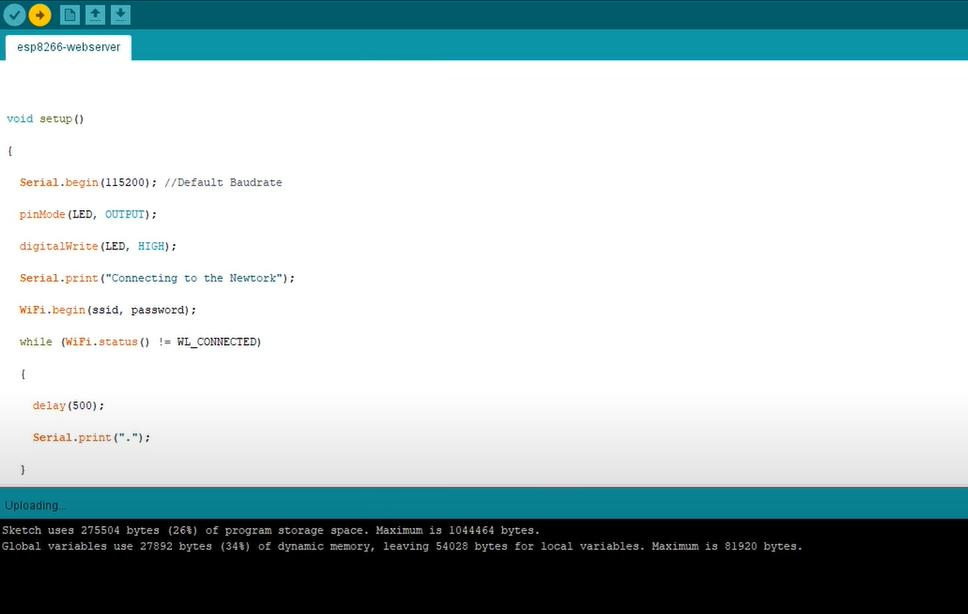 esp8266-webserver
void setup()
{
Serial.begin(115200); //Default Baudrate
pinMode(LED, OUTPUT);
digitalWrite(LED, HIGH);
Serial.print("Connecting to the Newtork");
WiFi.begin(ssid, password);
while (WiFi.status() != WL_CONNECTED)
{
delay(500);
Serial.print(".");
}
Uploading...
Sketch uses 275504 bytes (26%) of program storage space. Maximum is 1044464 bytes.
Global variables use 27892 bytes (34%) of dynamic memory, leaving 54028 bytes for local variables. Maximum is 81920 bytes.